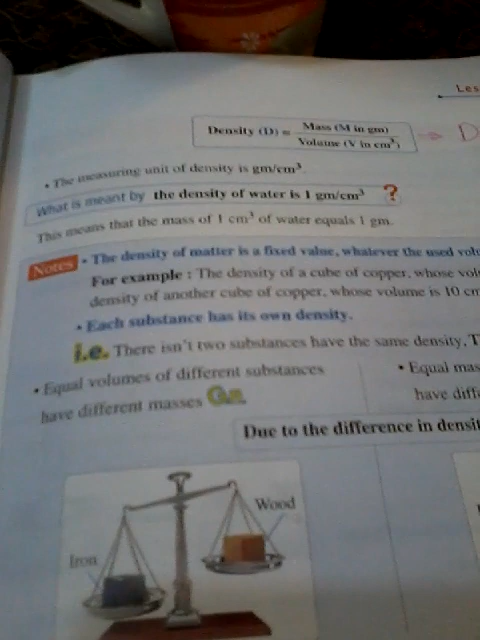 Les
Density (D) = Mass (M in gm) / Volume (V in cm³)
D
• The measuring unit of density is gm/cm³
What is meant by the density of water is 1 gm/cm³ ?
This means that the mass of 1 cm³ of water equals 1 gm.
Notes • The density of matter is a fixed value, whatever the used volu
For example : The density of a cube of copper, whose vol
density of another cube of copper, whose volume is 10 cm
• Each substance has its own density.
i.e. There isn't two substances have the same density, T
• Equal volumes of different substances
have different masses G.R.
• Equal mas
have diffe
Due to the difference in densit
Wood
Iron